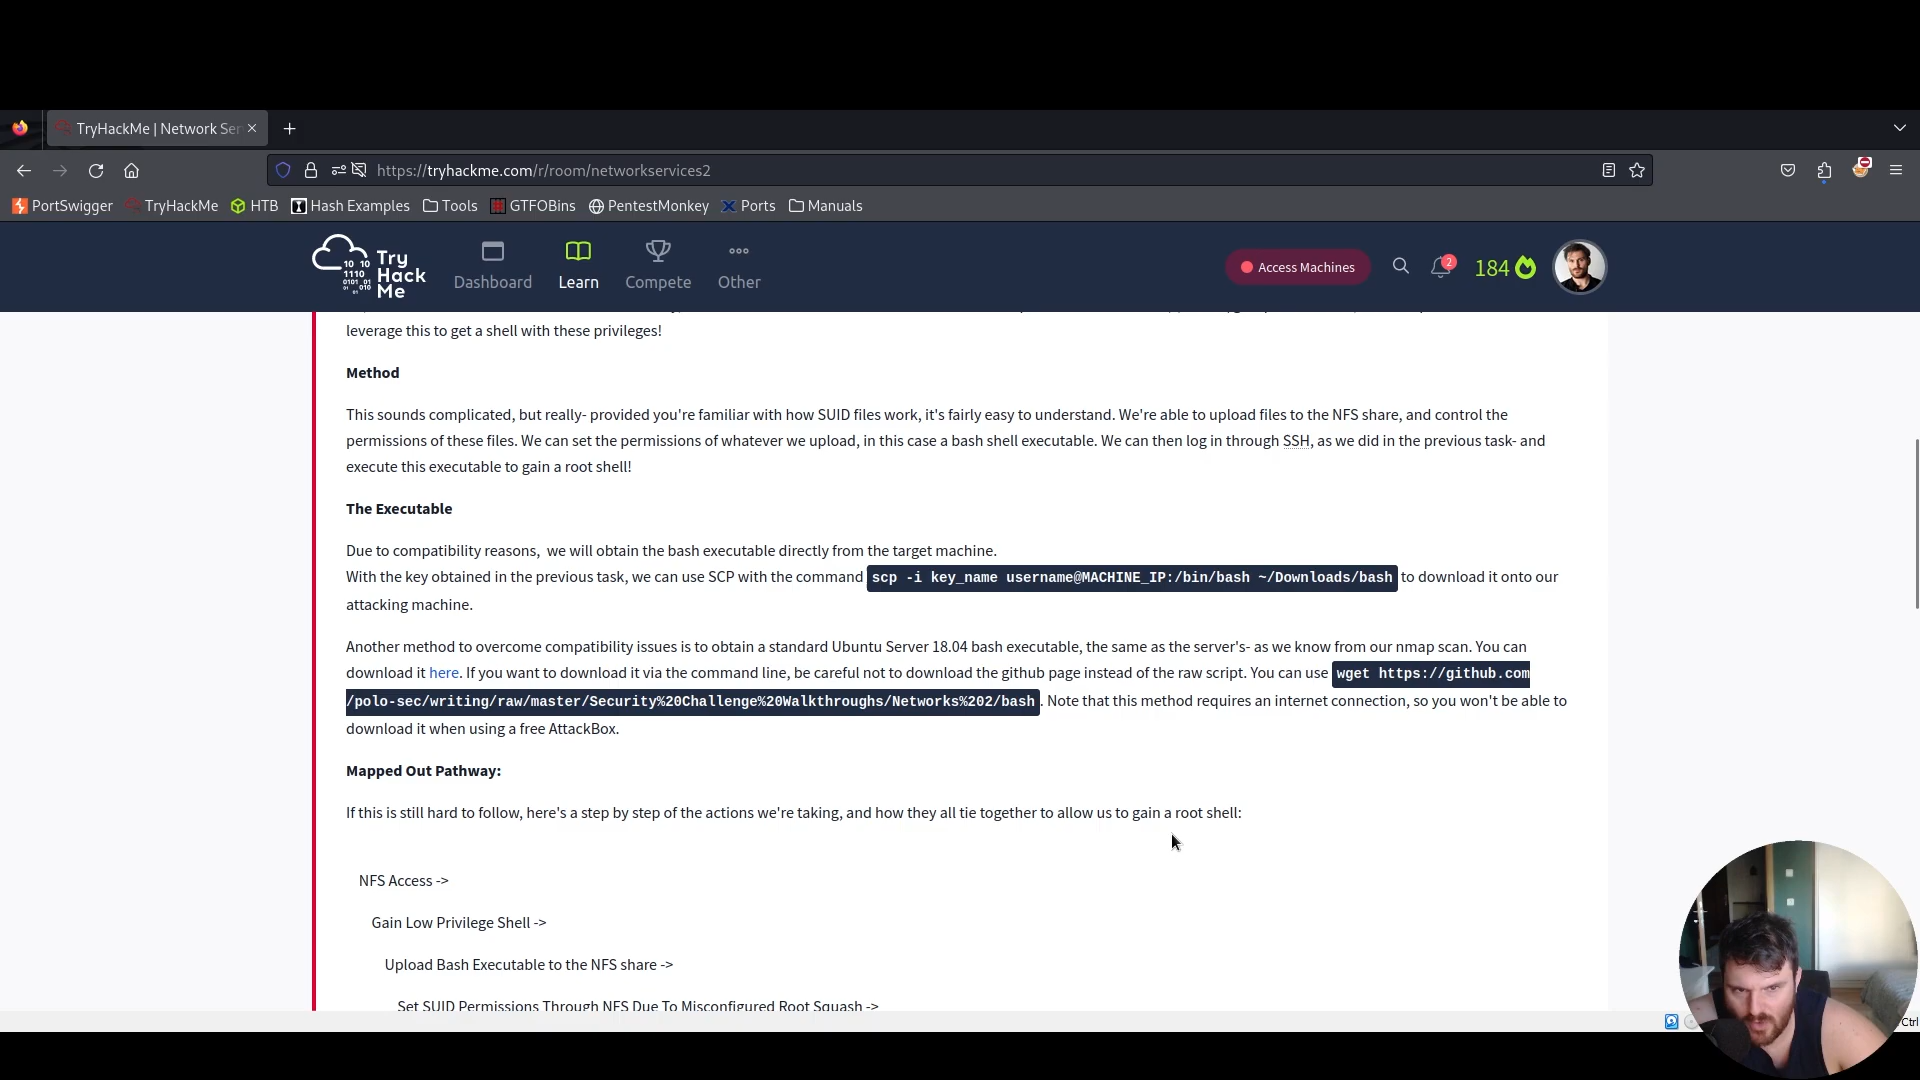 TryHackMe | Network Ser
https://tryhackme.com/r/room/networkservices2
PortSwigger TryHackMe HTB Hash Examples Tools GTFOBins PentestMonkey Ports Manuals
Try
Hack
Me
Dashboard Learn Compete Other
Access Machines 2 184
leverage this to get a shell with these privileges!
Method
This sounds complicated, but really- provided you're familiar with how SUID files work, it's fairly easy to understand. We're able to upload files to the NFS share, and control the
permissions of these files. We can set the permissions of whatever we upload, in this case a bash shell executable. We can then log in through SSH, as we did in the previous task- and
execute this executable to gain a root shell!
The Executable
Due to compatibility reasons,  we will obtain the bash executable directly from the target machine.
With the key obtained in the previous task, we can use SCP with the command scp -i key_name username@MACHINE_IP:/bin/bash ~/Downloads/bash to download it onto our
attacking machine.
Another method to overcome compatibility issues is to obtain a standard Ubuntu Server 18.04 bash executable, the same as the server's- as we know from our nmap scan. You can
download it here. If you want to download it via the command line, be careful not to download the github page instead of the raw script. You can use wget https://github.com
/polo-sec/writing/raw/master/Security%20Challenge%20Walkthroughs/Networks%202/bash. Note that this method requires an internet connection, so you won't be able to
download it when using a free AttackBox.
Mapped Out Pathway:
If this is still hard to follow, here's a step by step of the actions we're taking, and how they all tie together to allow us to gain a root shell:
NFS Access ->
Gain Low Privilege Shell ->
Upload Bash Executable to the NFS share ->
Set SUID Permissions Through NFS Due To Misconfigured Root Squash ->
Ctrl